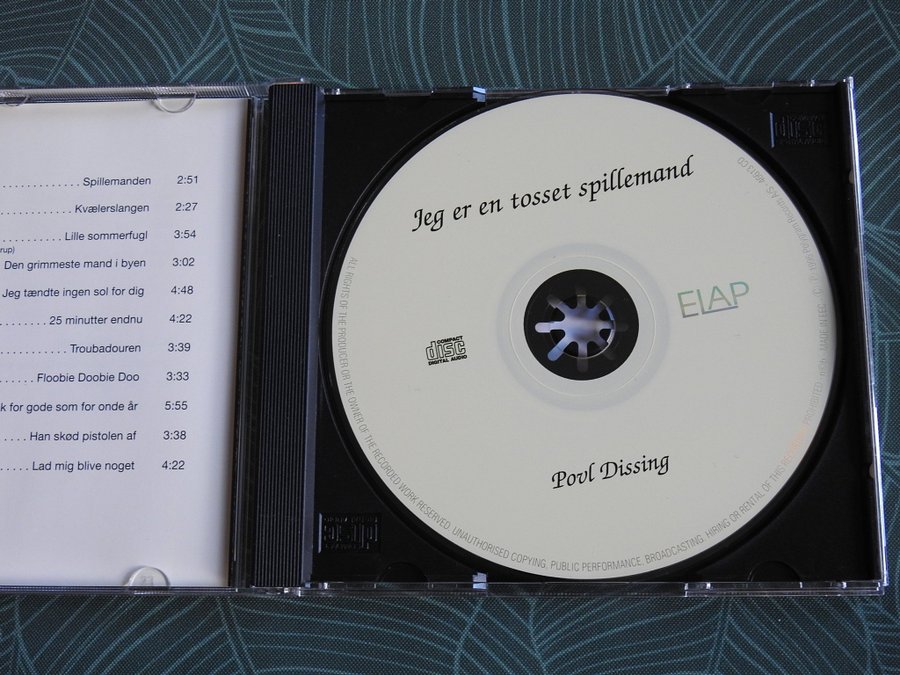 . . . . . . . . . . . . . Spillemanden 2:51
. . . . . . . . . . . . . . Kvælerslangen 2:27
. . . . . . . . . . Lille sommerfugl 3:54
rup)
Den grimmeste mand i byen 3:02
Jeg tændte ingen sol for dig 4:48
. . . . . . . . 25 minutter endnu 4:22
. . . . . . . . . . . Troubadouren 3:39
. . . . . . Floobie Doobie Doo 3:33
k for gode som for onde år 5:55
. . . . Han skød pistolen af 3:38
. . . . . Lad mig blive noget 4:22
Jeg er en tosset spillemand
ELAP
COMPACT
disc
DIGITAL AUDIO
Povl Dissing
ALL RIGHTS OF THE PRODUCER OR THE OWNER OF THE RECORDED WORK RESERVED. UNAUTHORISED COPYING, PUBLIC PERFORMANCE, BROADCASTING, HIRING OR RENTAL OF THIS RECORDING PROHIBITED.
disc
disc